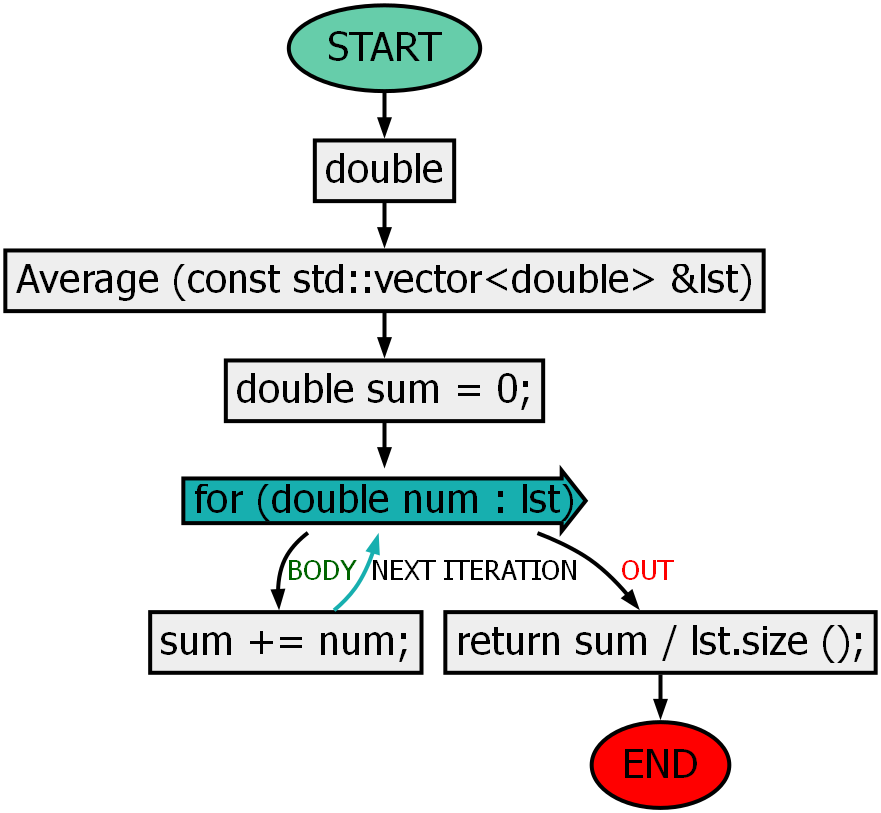 START
double
Average (const std::vector<double> &lst)
double sum = 0;
for (double num : lst)
BODY
NEXT ITERATION
OUT
sum += num;
return sum / lst.size ();
END